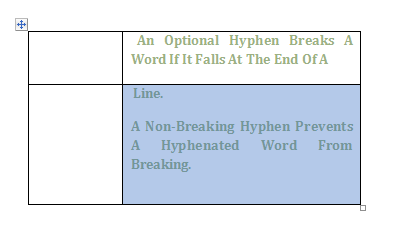 An Optional Hyphen Breaks A
Word If It Falls At The End Of A
Line.
A Non-Breaking Hyphen Prevents
A Hyphenated Word From
Breaking.